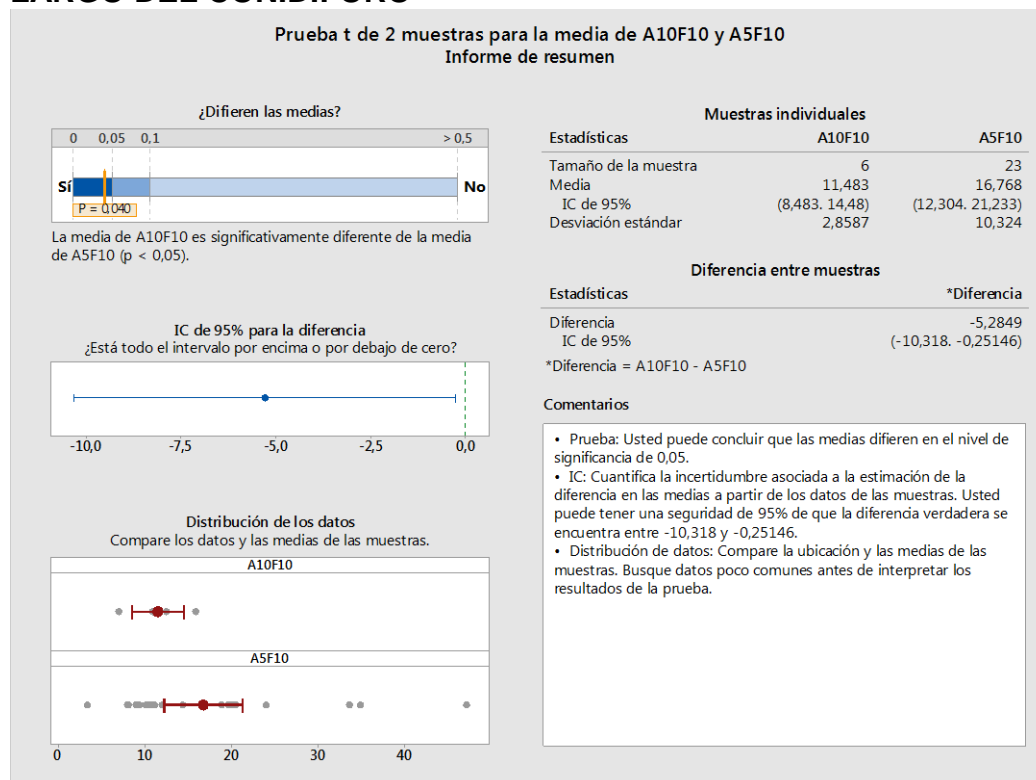 Prueba t de 2 muestras para la media de A10F10 y A5F10
Informe de resumen
¿Difieren las medias?
0 0,05 0,1 > 0,5
Sí No
P = 0,040
La media de A10F10 es significativamente diferente de la media
de A5F10 (p < 0,05).
IC de 95% para la diferencia
¿Está todo el intervalo por encima o por debajo de cero?
-10,0 -7,5 -5,0 -2,5 0,0
Distribución de los datos
Compare los datos y las medias de las muestras.
A10F10
A5F10
0 10 20 30 40
Muestras individuales
Estadísticas A10F10 A5F10
Tamaño de la muestra 6 23
Media 11,483 16,768
IC de 95% (8,483. 14,48) (12,304. 21,233)
Desviación estándar 2,8587 10,324
Diferencia entre muestras
Estadísticas *Diferencia
Diferencia -5,2849
IC de 95% (-10,318. -0,25146)
*Diferencia = A10F10 - A5F10
Comentarios
• Prueba: Usted puede concluir que las medias difieren en el nivel de
significancia de 0,05.
• IC: Cuantifica la incertidumbre asociada a la estimación de la
diferencia en las medias a partir de los datos de las muestras. Usted
puede tener una seguridad de 95% de que la diferencia verdadera se
encuentra entre -10,318 y -0,25146.
• Distribución de datos: Compare la ubicación y las medias de las
muestras. Busque datos poco comunes antes de interpretar los
resultados de la prueba.